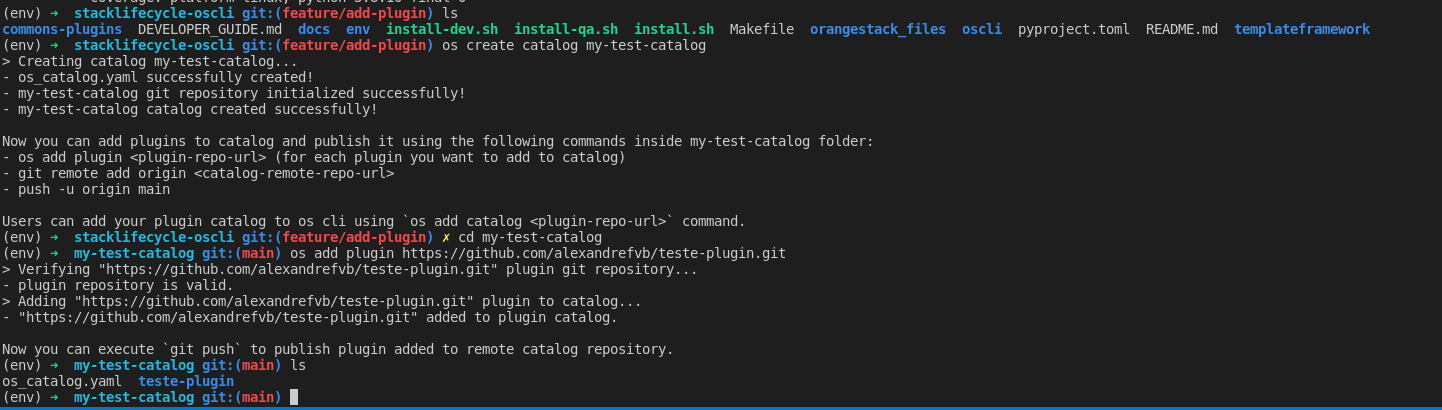 (env) → stacklifecycle-oscli git:(feature/add-plugin) ls
commons-plugins DEVELOPER_GUIDE.md docs env install-dev.sh install-qa.sh install.sh Makefile orangestack_files oscli pyproject.toml README.md templateframework
(env) → stacklifecycle-oscli git:(feature/add-plugin) os create catalog my-test-catalog
> Creating catalog my-test-catalog...
- os_catalog.yaml successfully created!
- my-test-catalog git repository initialized successfully!
- my-test-catalog catalog created successfully!

Now you can add plugins to catalog and publish it using the following commands inside my-test-catalog folder:
- os add plugin <plugin-repo-url> (for each plugin you want to add to catalog)
- git remote add origin <catalog-remote-repo-url>
- push -u origin main

Users can add your plugin catalog to os cli using `os add catalog <plugin-repo-url>` command.
(env) → stacklifecycle-oscli git:(feature/add-plugin) ✗ cd my-test-catalog
(env) → my-test-catalog git:(main) os add plugin https://github.com/alexandrefvb/teste-plugin.git
> Verifying "https://github.com/alexandrefvb/teste-plugin.git" plugin git repository...
- plugin repository is valid.
> Adding "https://github.com/alexandrefvb/teste-plugin.git" plugin to catalog...
- "https://github.com/alexandrefvb/teste-plugin.git" added to plugin catalog.

Now you can execute `git push` to publish plugin added to remote catalog repository.
(env) → my-test-catalog git:(main) ls
os_catalog.yaml teste-plugin
(env) → my-test-catalog git:(main)